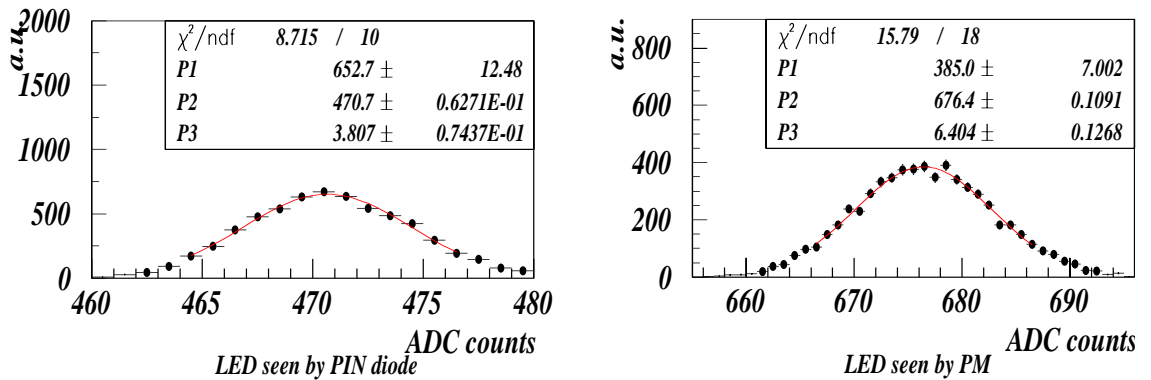 a.u.
2000
1500
1000
500
0
χ²/ndf 8.715 / 10
P1 652.7 ± 12.48
P2 470.7 ± 0.6271E-01
P3 3.807 ± 0.7437E-01
460 465 470 475 480
ADC counts
LED seen by PIN diode
a.u.
800
600
400
200
0
χ²/ndf 15.79 / 18
P1 385.0 ± 7.002
P2 676.4 ± 0.1091
P3 6.404 ± 0.1268
660 670 680 690
ADC counts
LED seen by PM